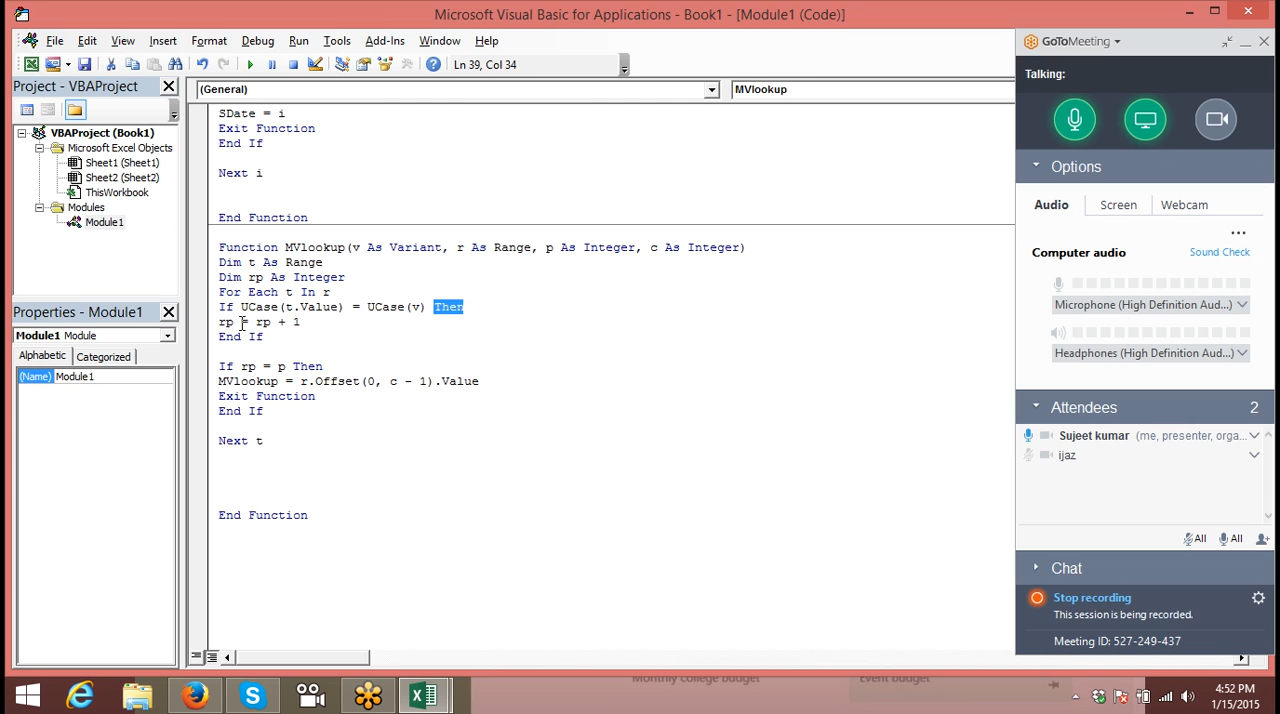 Microsoft Visual Basic for Applications - Book1 - [Module1 (Code)]
File Edit View Insert Format Debug Run Tools Add-Ins Window Help
Ln 39, Col 34
Project - VBAProject
(General)
MVlookup
VBAProject (Book1)
Microsoft Excel Objects
Sheet1 (Sheet1)
Sheet2 (Sheet2)
ThisWorkbook
Modules
Module1
Properties - Module1
Module1 Module
Alphabetic Categorized
(Name) Module1
SDate = i
Exit Function
End If
Next i
End Function
Function MVlookup(v As Variant, r As Range, p As Integer, c As Integer)
Dim t As Range
Dim rp As Integer
For Each t In r
If UCase(t.Value) = UCase(v) Then
rp = rp + 1
End If
If rp = p Then
MVlookup = r.Offset(0, c - 1).Value
Exit Function
End If
Next t
End Function
GoToMeeting
Talking:
Options
Audio Screen Webcam
Computer audio Sound Check
Microphone (High Definition Aud...)
Headphones (High Definition Aud...)
Attendees 2
Sujeet kumar (me, presenter, orga...
ijaz
All All
Chat
Stop recording
This session is being recorded.
Meeting ID: 527-249-437
Monthly college budget
Event budget
4:52 PM
1/15/2015